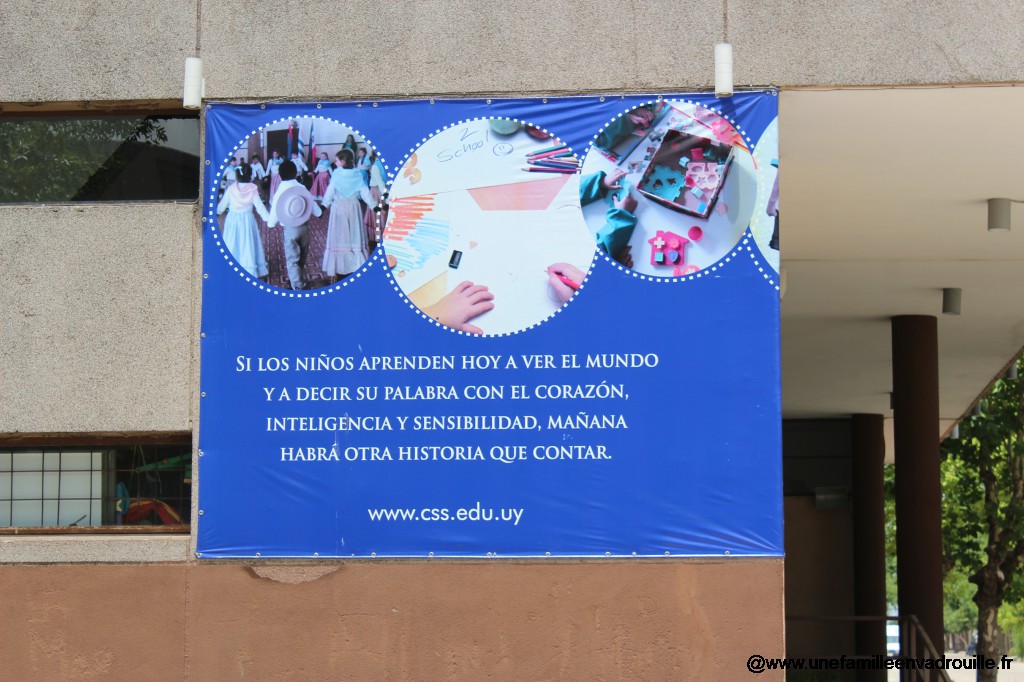 2
School
SI LOS NIÑOS APRENDEN HOY A VER EL MUNDO
Y A DECIR SU PALABRA CON EL CORAZÓN,
INTELIGENCIA Y SENSIBILIDAD, MAÑANA
HABRÁ OTRA HISTORIA QUE CONTAR.
www.css.edu.uy
@www.unefamilleenvadrouille.fr